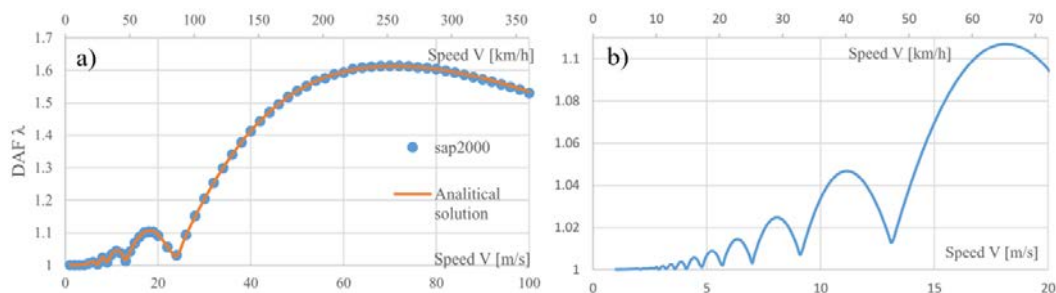 0 50 100 150 200 250 300 350
1.7
a)
Speed V [km/h]
1.6
1.5
1.4
1.3
1.2
1.1
1
DAF λ
sap2000
Analitical
solution
Speed V [m/s]
0 20 40 60 80 100
0 10 20 30 40 50 60 70
b)
Speed V [km/h]
1.1
1.08
1.06
1.04
1.02
1
Speed V [m/s]
0 5 10 15 20